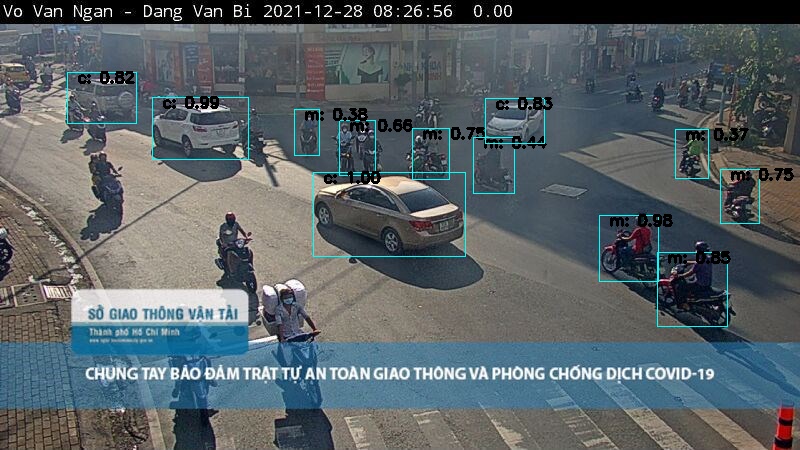 Vo Van Ngan - Dang Van Bi 2021-12-28 08:26:56 0.00
c: 0.82
c: 0.99
m: 0.38
m: 0.66
m: 0.75
c: 0.83
m: 0.44
m: 0.37
m: 0.75
c: 1.00
m: 0.98
m: 0.85
SỞ GIAO THÔNG VẬN TẢI
Thành phố Hồ Chí Minh
CHUNG TAY BẢO ĐẢM TRẬT TỰ AN TOÀN GIAO THÔNG VÀ PHÒNG CHỐNG DỊCH COVID-19